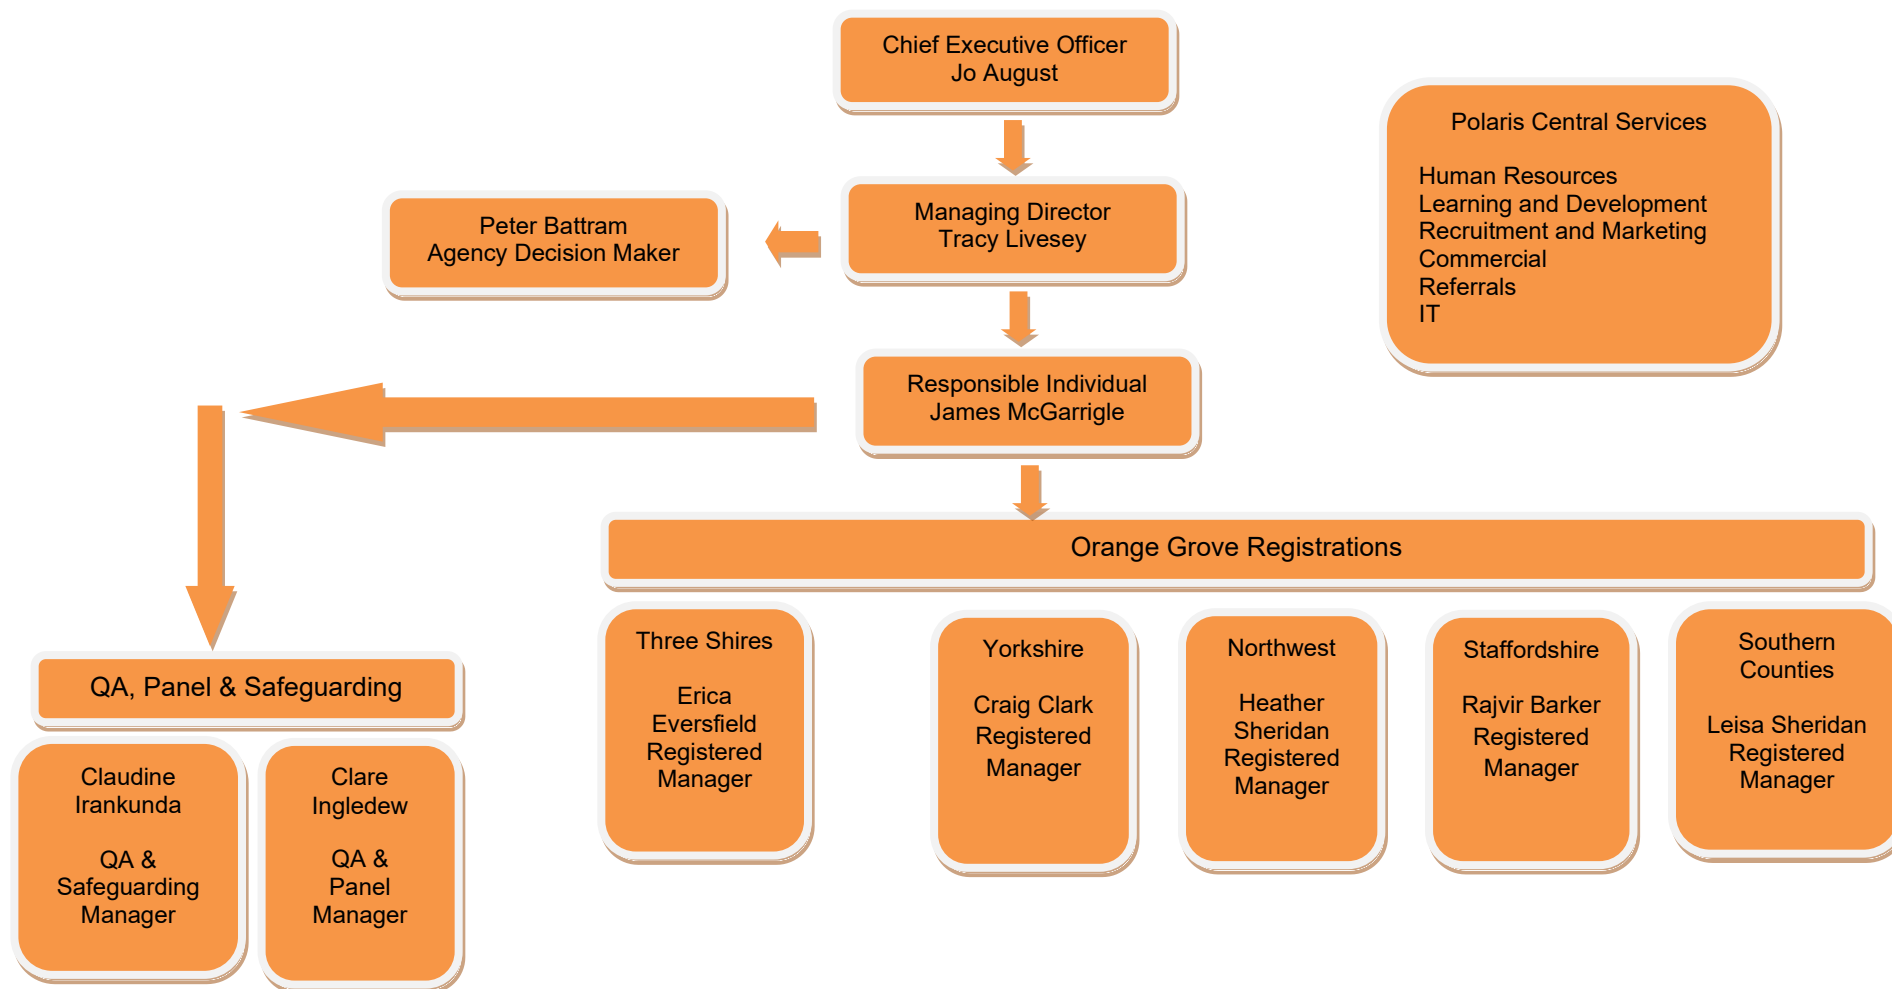 Chief Executive Officer
Jo August
Polaris Central Services
Human Resources
Learning and Development
Recruitment and Marketing
Commercial
Referrals
IT
Managing Director
Tracy Livesey
Peter Battram
Agency Decision Maker
Responsible Individual
James McGarrigle
Orange Grove Registrations
Three Shires
Erica
Eversfield
Registered
Manager
Yorkshire
Craig Clark
Registered
Manager
Northwest
Heather
Sheridan
Registered
Manager
Staffordshire
Rajvir Barker
Registered
Manager
Southern
Counties
Leisa Sheridan
Registered
Manager
QA, Panel & Safeguarding
Claudine
Irankunda
QA &
Safeguarding
Manager
Clare
Ingledew
QA &
Panel
Manager